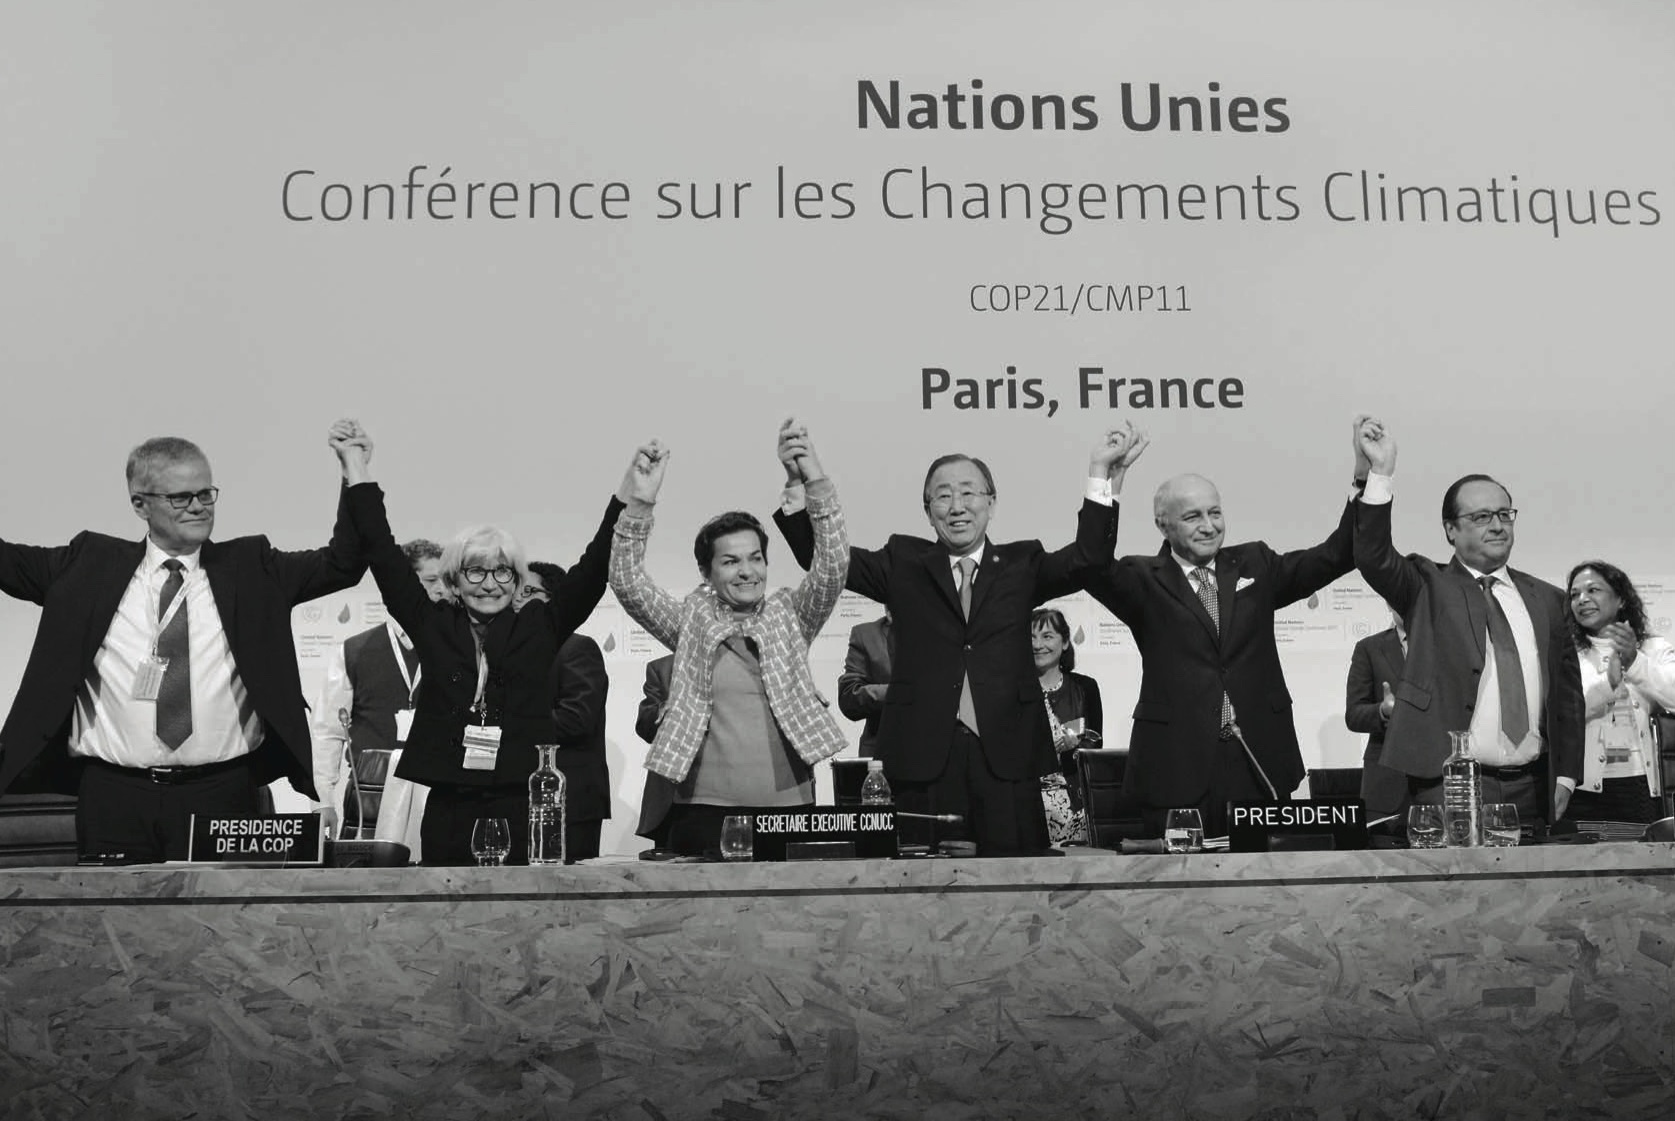 Nations Unies
Conférence sur les Changements Climatiques
COP21/CMP11
Paris, France
PRESIDENCE
DE LA COP
SECRETAIRE EXECUTIVE CCNUCC
PRESIDENT